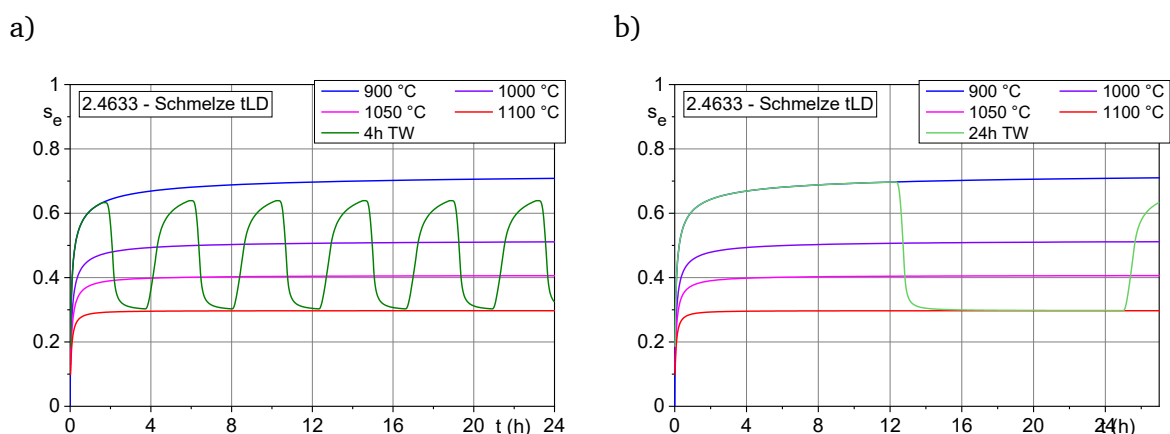 a)
b)
1
0.8
0.6
0.4
0.2
0
s_e
2.4633 - Schmelze tLD
900 °C 1000 °C
1050 °C 1100 °C
4h TW
0 4 8 12 16 20 24
t (h)
1
0.8
0.6
0.4
0.2
0
s_e
2.4633 - Schmelze tLD
900 °C 1000 °C
1050 °C 1100 °C
24h TW
0 4 8 12 16 20 24
t (h)